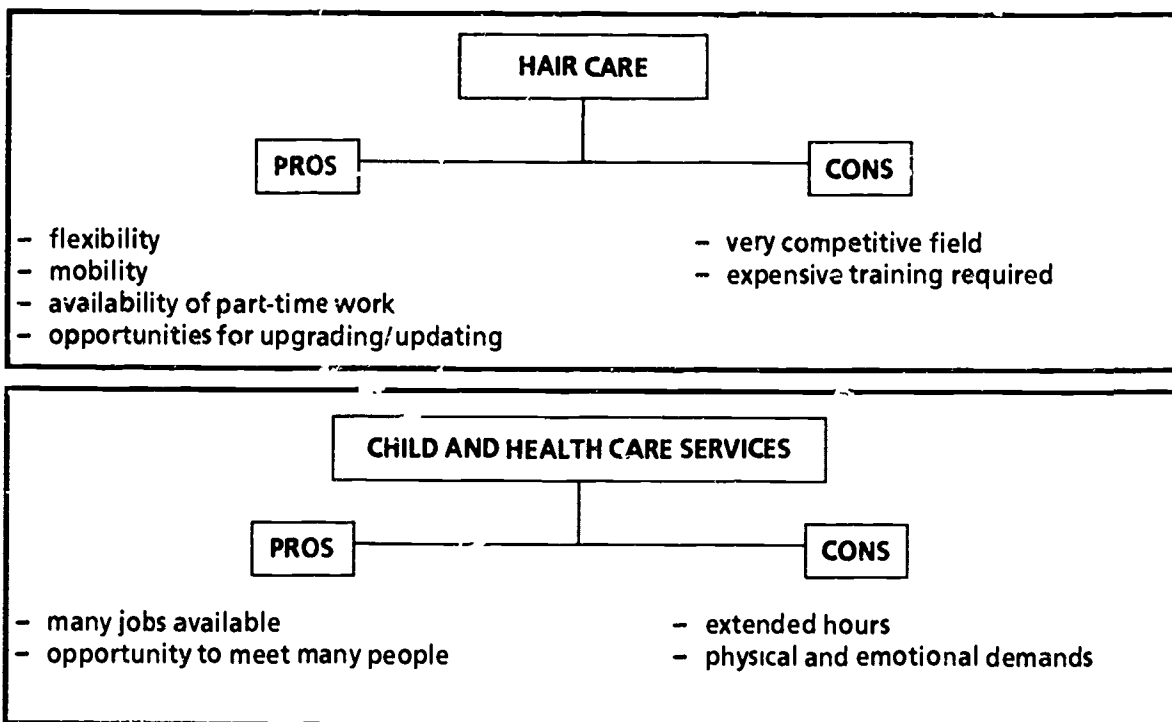 HAIR CARE
PROS
CONS
– flexibility
– mobility
– availability of part-time work
– opportunities for upgrading/updating
– very competitive field
– expensive training required
CHILD AND HEALTH CARE SERVICES
PROS
CONS
– many jobs available
– opportunity to meet many people
– extended hours
– physical and emotional demands